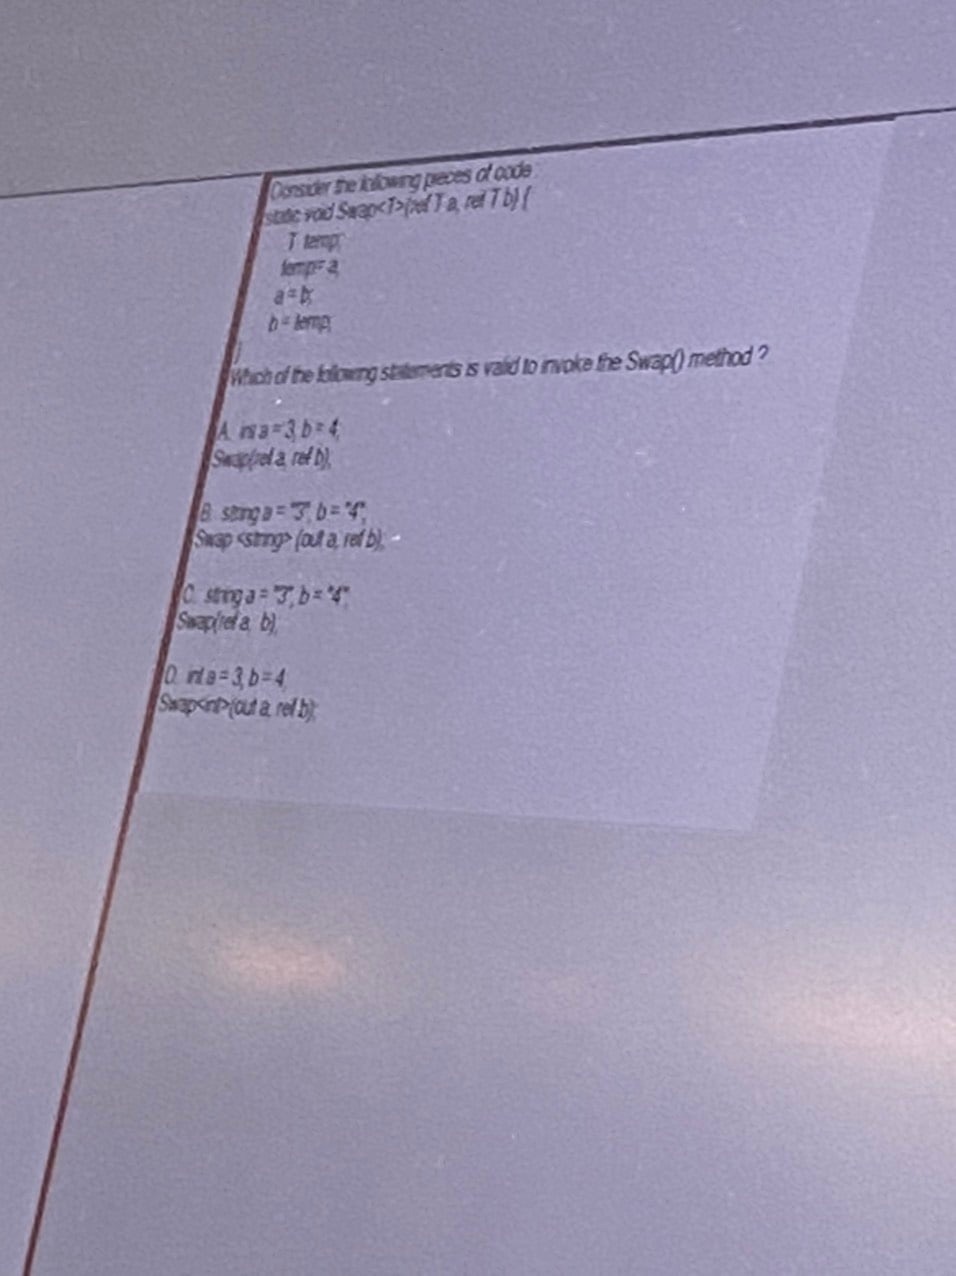 Consider the following pieces of code
static void Swap<T>(ref T a, ref T b) {
T temp;
temp= a;
a = b;
b = temp;
}
Which of the following statements is valid to invoke the Swap() method ?
A. int a = 3, b = 4;
Swap(ref a, ref b);
B. string a = "3", b = "4";
Swap <string> (out a, ref b);
C. string a = "3", b = "4";
Swap(ref a, b);
D. int a = 3, b = 4;
Swap<int>(out a, ref b);